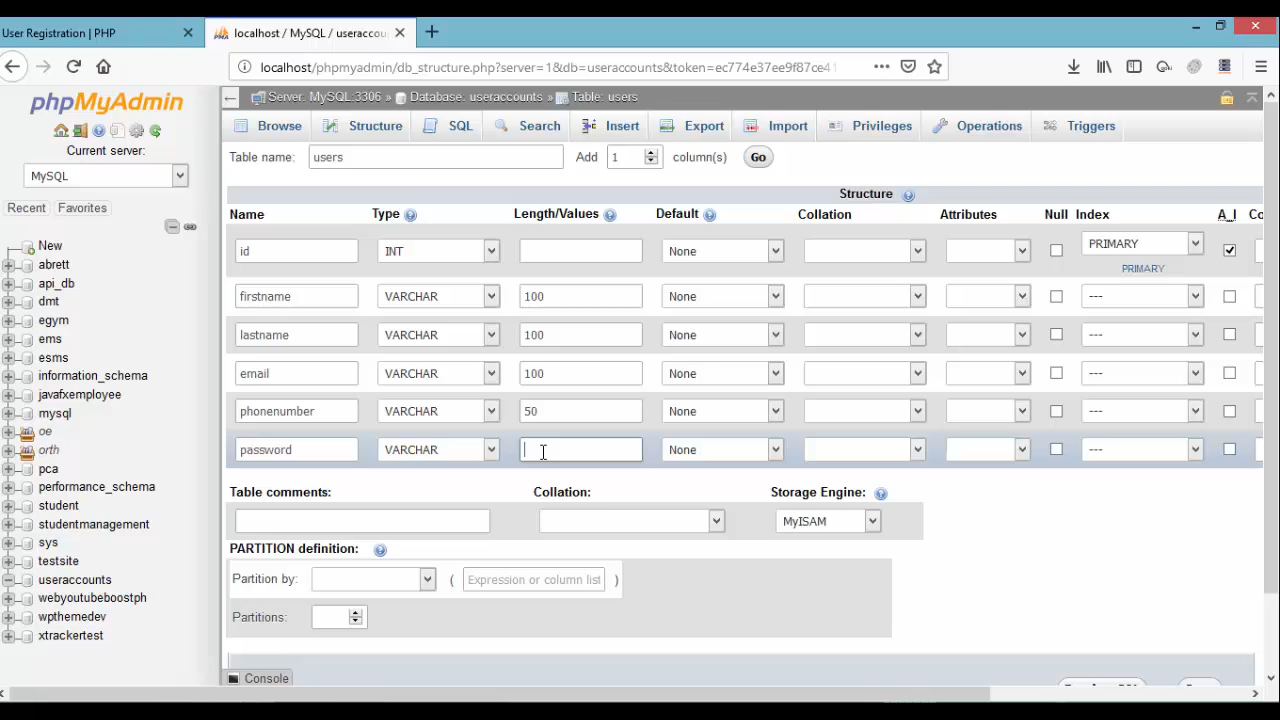 User Registration | PHP
localhost / MySQL / useraccou
localhost/phpmyadmin/db_structure.php?server=1&db=useraccounts&token=ec774e37ee9f87ce41
phpMyAdmin
Current server:
MySQL
Recent Favorites
New
abrett
api_db
dmt
egym
ems
esms
information_schema
javafxemployee
mysql
oe
orth
pca
performance_schema
student
studentmanagement
sys
testsite
useraccounts
webyoutubeboostph
wpthemedev
xtrackertest
Server: MySQL:3306 » Database: useraccounts » Table: users
Browse Structure SQL Search Insert Export Import Privileges Operations Triggers
Table name: users Add 1 column(s) Go
Structure
Name Type Length/Values Default Collation Attributes Null Index A_I Co
id INT None PRIMARY
PRIMARY
firstname VARCHAR 100 None ---
lastname VARCHAR 100 None ---
email VARCHAR 100 None ---
phonenumber VARCHAR 50 None ---
password VARCHAR None ---
Table comments: Collation: Storage Engine:
MyISAM
PARTITION definition:
Partition by: ( Expression or column list )
Partitions:
Console